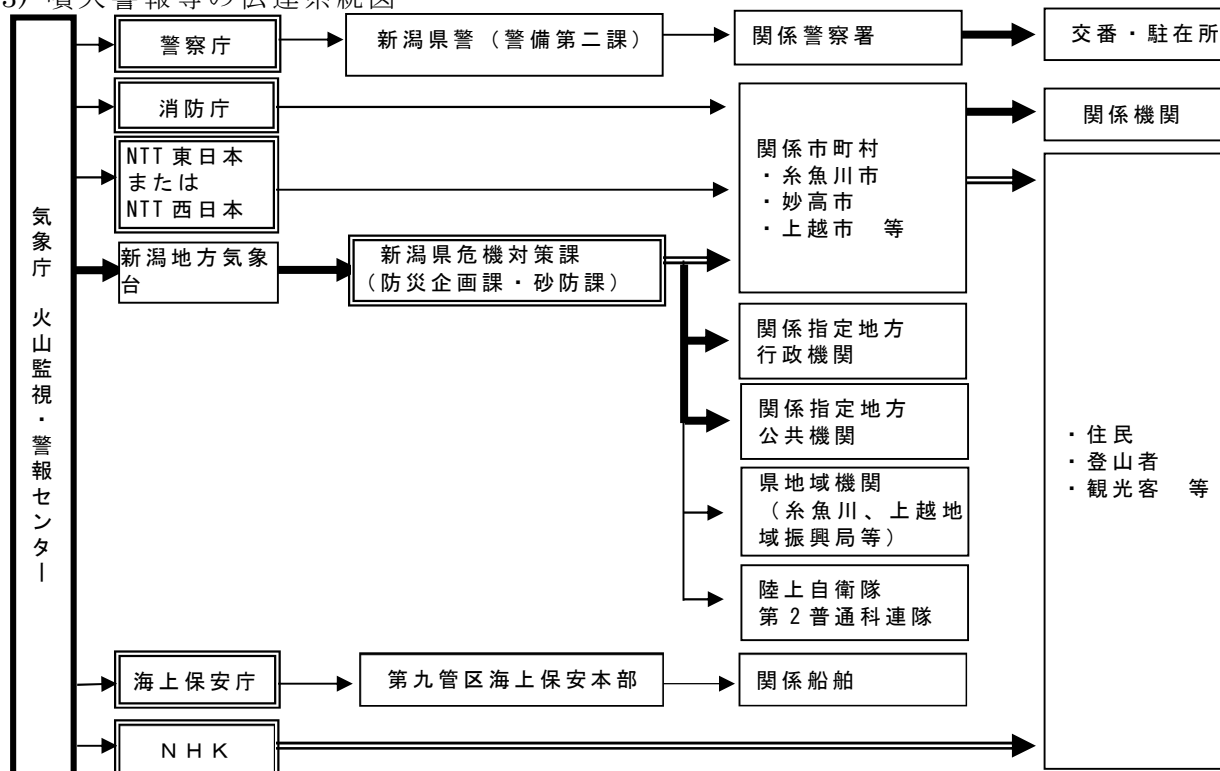 3) 噴火警報等の伝達系統図
気象庁 火山監視・警報センター
警察庁
新潟県警（警備第二課）
関係警察署
交番・駐在所
消防庁
関係機関
NTT東日本
または
NTT西日本
関係市町村
・糸魚川市
・妙高市
・上越市 等
新潟地方気象
台
新潟県危機対策課
（防災企画課・砂防課）
関係指定地方
行政機関
関係指定地方
公共機関
・住民
・登山者
・観光客 等
県地域機関
（糸魚川、上越地
域振興局等）
陸上自衛隊
第2普通科連隊
海上保安庁
第九管区海上保安本部
関係船舶
ＮＨＫ